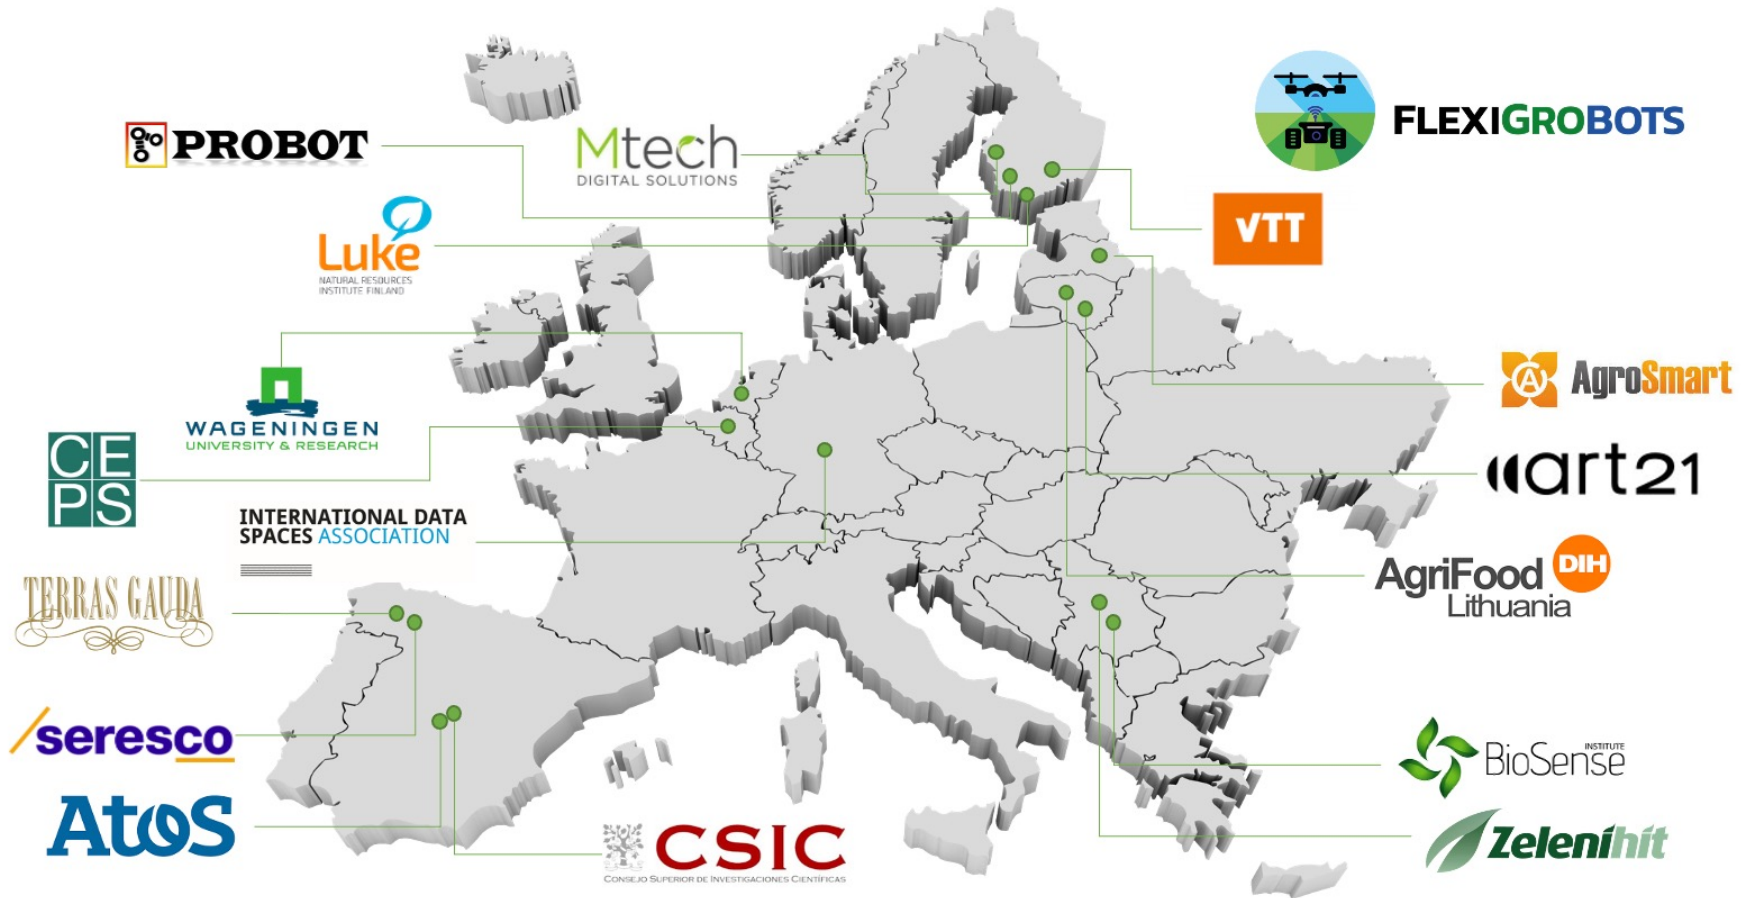 FLEXIGROBOTS
PROBOT
Mtech
DIGITAL SOLUTIONS
vTT
Luke
NATURAL RESOURCES
INSTITUTE FINLAND
AgroSmart
WAGENINGEN
UNIVERSITY & RESEARCH
CE
PS
art21
INTERNATIONAL DATA
SPACES ASSOCIATION
AgriFood DIH
Lithuania
TERRAS GAUDA
seresco
BioSense
INSTITUTE
Atos
CSIC
CONSEJO SUPERIOR DE INVESTIGACIONES CIENTÍFICAS
Zelenihit